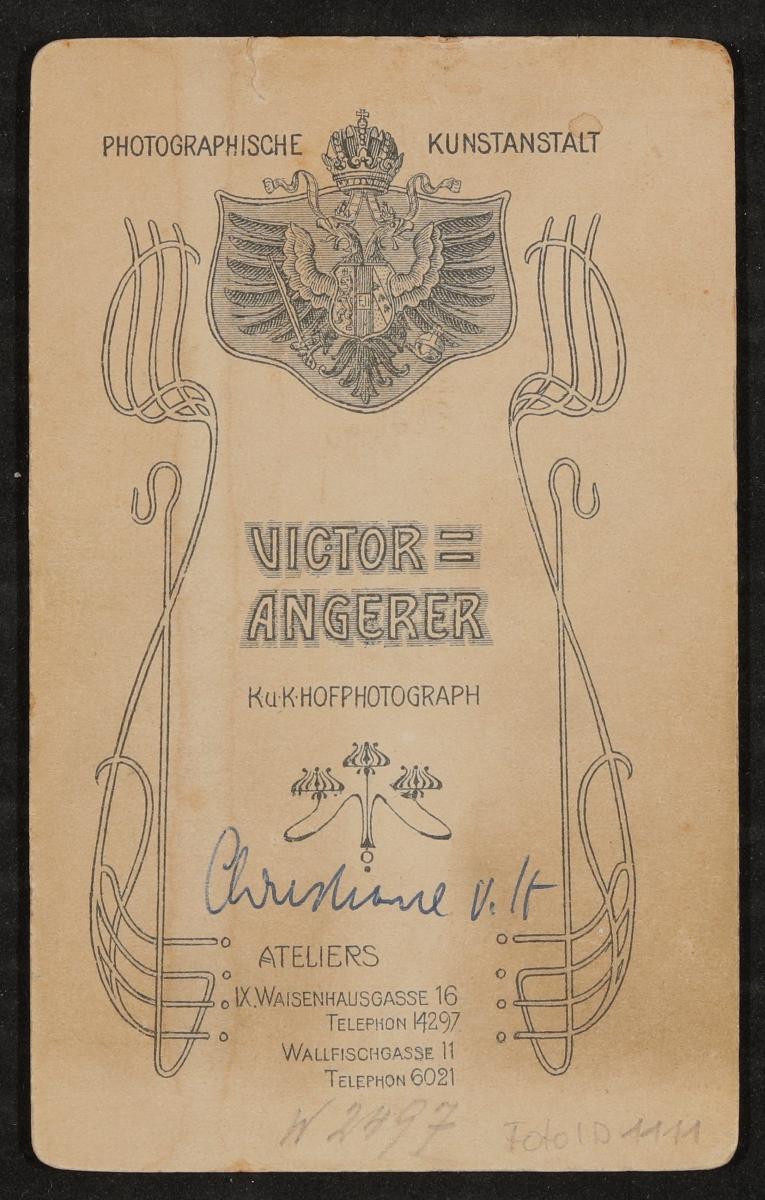 PHOTOGRAPHISCHE KUNSTANSTALT
VICTOR =
ANGERER
K.u.K.HOFPHOTOGRAPH
Christiane v. H
ATELIERS
IX. WAISENHAUSGASSE 16
TELEPHON 14297
WALLFISCHGASSE 11
TELEPHON 6021
W 2497
Foto ID 1111